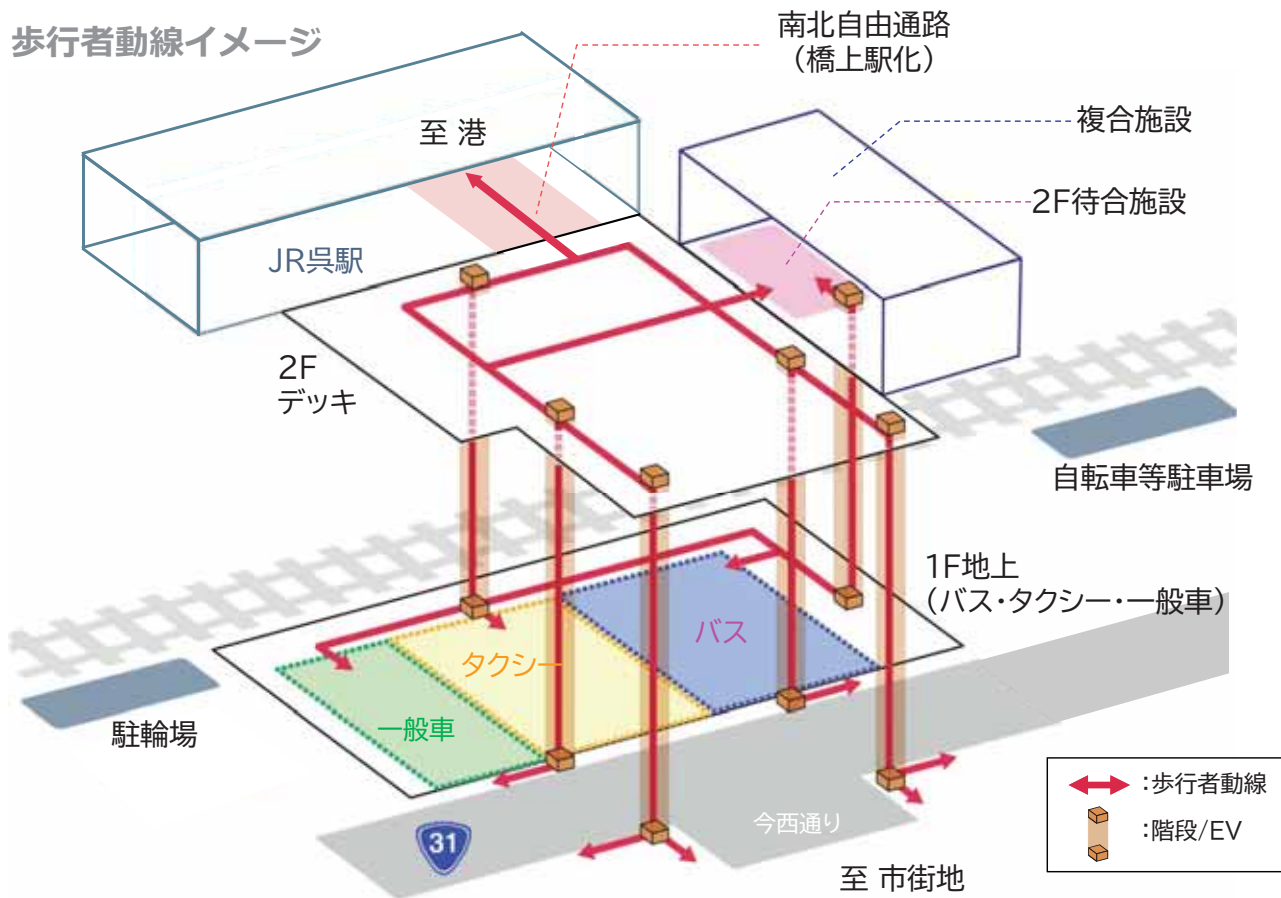 歩行者動線イメージ
南北自由通路
（橋上駅化）
至 港
複合施設
2F待合施設
JR呉駅
2F
デッキ
自転車等駐車場
1F地上
（バス・タクシー・一般車）
バス
タクシー
一般車
駐輪場
31
今西通り
至 市街地
：歩行者動線
：階段/EV